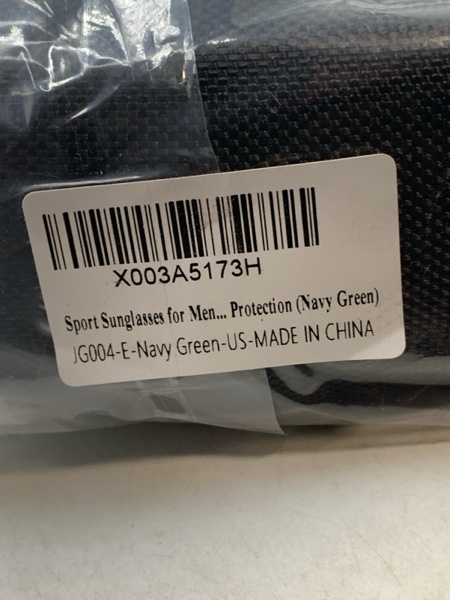 X003A5173H
Sport Sunglasses for Men... Protection (Navy Green)
JG004-E-Navy Green-US-MADE IN CHINA